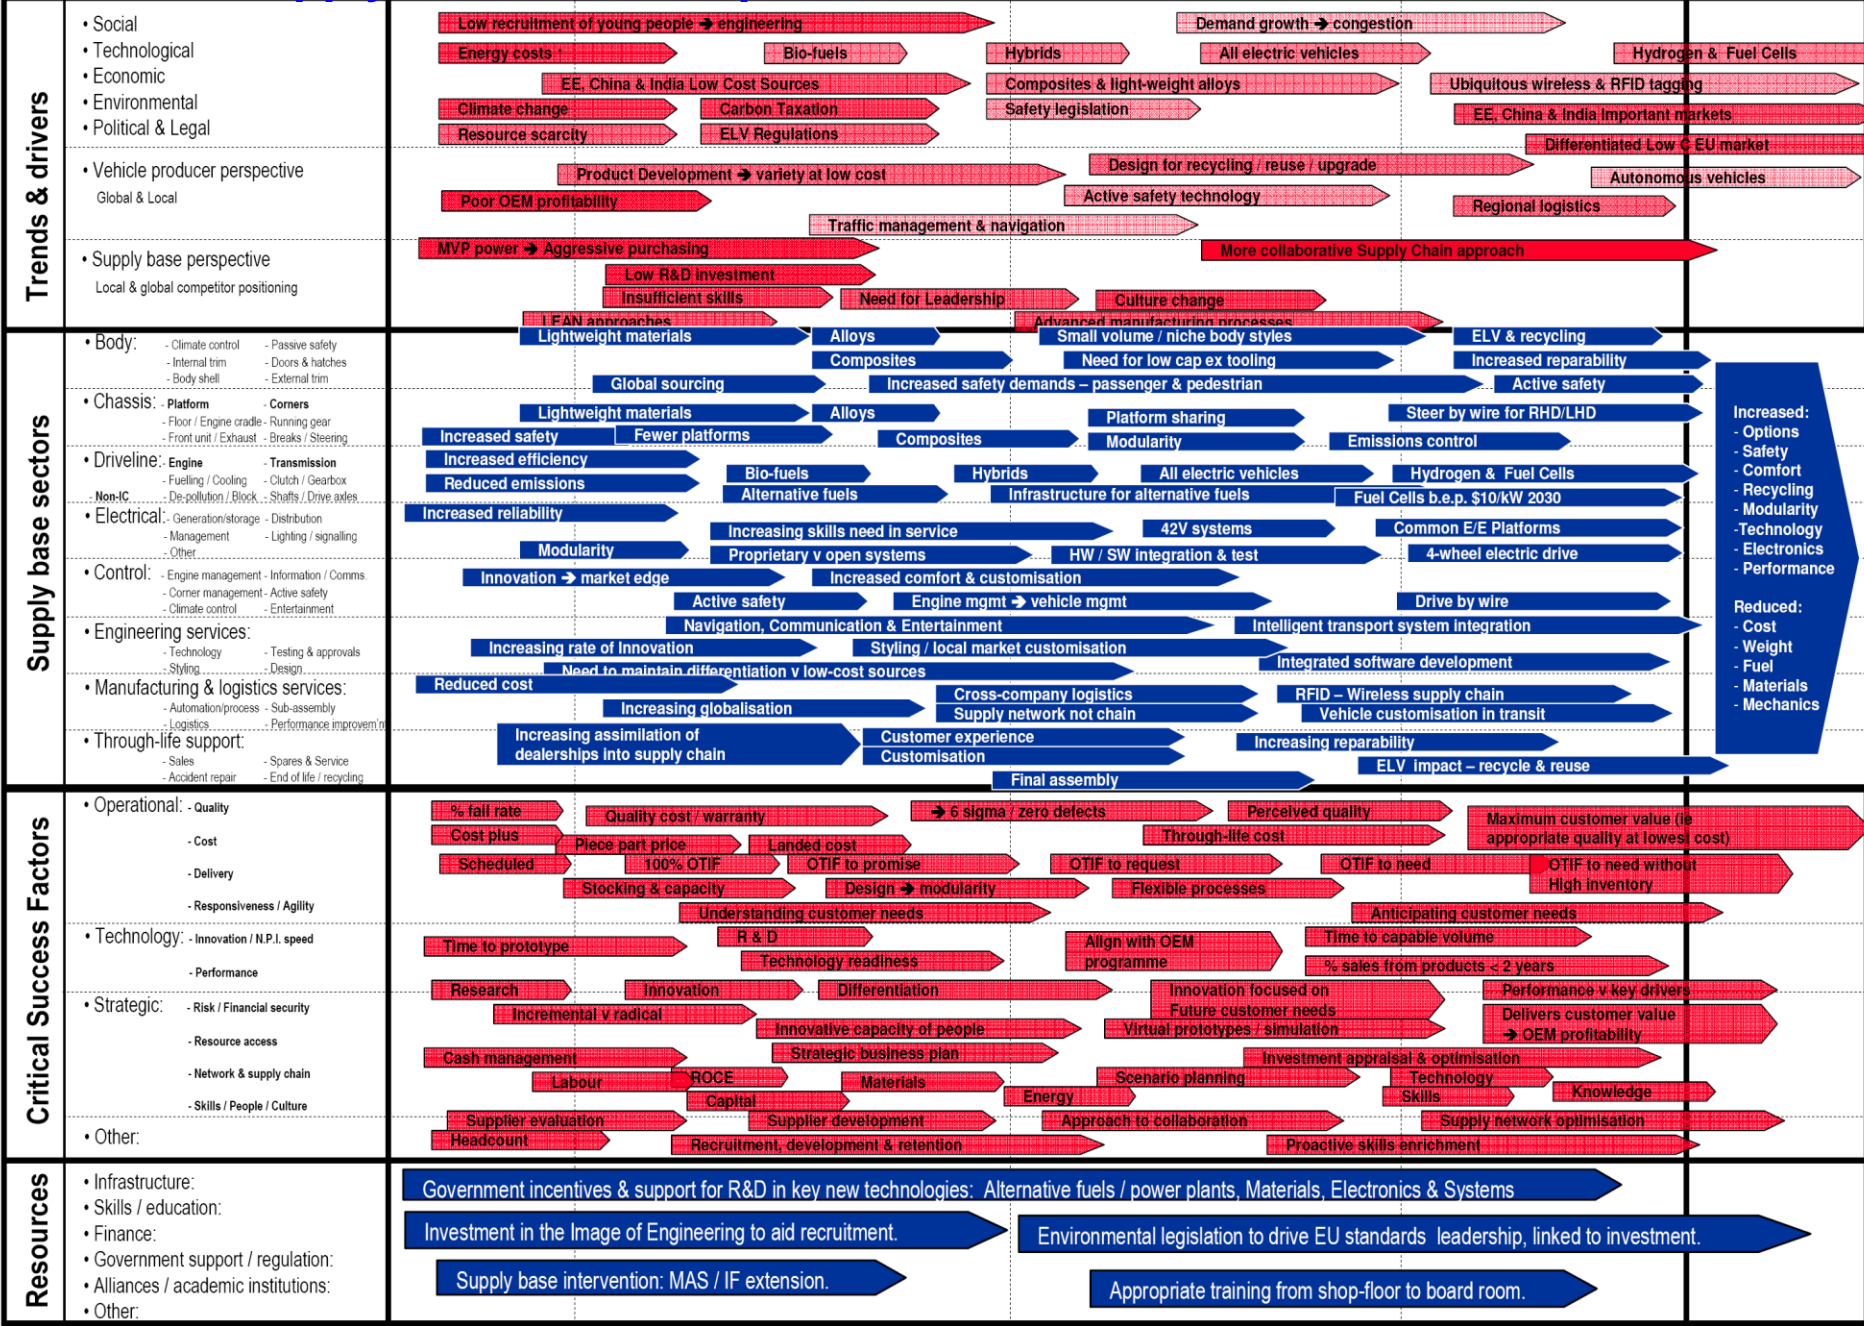 Trends & drivers
• Social
• Technological
• Economic
• Environmental
• Political & Legal
Low recruitment of young people ➔ engineering
Demand growth ➔ congestion
Energy costs ↑
Bio-fuels
Hybrids
All electric vehicles
Hydrogen & Fuel Cells
EE, China & India Low Cost Sources
Composites & light-weight alloys
Ubiquitous wireless & RFID tagging
Climate change
Carbon Taxation
Safety legislation
EE, China & India Important markets
Resource scarcity
ELV Regulations
Differentiated Low C EU market
• Vehicle producer perspective
Global & Local
Product Development ➔ variety at low cost
Design for recycling / reuse / upgrade
Autonomous vehicles
Poor OEM profitability
Active safety technology
Regional logistics
Traffic management & navigation
• Supply base perspective
Local & global competitor positioning
MVP power ➔ Aggressive purchasing
More collaborative Supply Chain approach
Low R&D investment
Insufficient skills
Need for Leadership
Culture change
LEAN approaches
Advanced manufacturing processes
Supply base sectors
• Body:
- Climate control - Passive safety
- Internal trim - Doors & hatches
- Body shell - External trim
Lightweight materials
Alloys
Small volume / niche body styles
ELV & recycling
Composites
Need for low cap ex tooling
Increased reparability
Global sourcing
Increased safety demands – passenger & pedestrian
Active safety
• Chassis: - Platform - Corners
- Floor / Engine cradle - Running gear
- Front unit / Exhaust - Breaks / Steering
Lightweight materials
Alloys
Platform sharing
Steer by wire for RHD/LHD
Increased safety
Fewer platforms
Composites
Modularity
Emissions control
• Driveline: - Engine - Transmission
- Fuelling / Cooling - Clutch / Gearbox
- Non-IC - De-pollution / Block - Shafts / Drive axles
Increased efficiency
Reduced emissions
Bio-fuels
Hybrids
All electric vehicles
Hydrogen & Fuel Cells
Alternative fuels
Infrastructure for alternative fuels
Fuel Cells b.e.p. $10/kW 2030
• Electrical: - Generation/storage - Distribution
- Management - Lighting / signalling
- Other
Increased reliability
Increasing skills need in service
42V systems
Common E/E Platforms
Modularity
Proprietary v open systems
HW / SW integration & test
4-wheel electric drive
• Control: - Engine management - Information / Comms.
- Corner management - Active safety
- Climate control - Entertainment
Innovation ➔ market edge
Increased comfort & customisation
Active safety
Engine mgmt ➔ vehicle mgmt
Drive by wire
Navigation, Communication & Entertainment
Intelligent transport system integration
• Engineering services:
- Technology - Testing & approvals
- Styling - Design
Increasing rate of Innovation
Styling / local market customisation
Need to maintain differentiation v low-cost sources
Integrated software development
• Manufacturing & logistics services:
- Automation/process - Sub-assembly
- Logistics - Performance improvem'nt
Reduced cost
Cross-company logistics
RFID – Wireless supply chain
Increasing globalisation
Supply network not chain
Vehicle customisation in transit
• Through-life support:
- Sales - Spares & Service
- Accident repair - End of life / recycling
Increasing assimilation of
dealerships into supply chain
Customer experience
Customisation
Increasing reparability
ELV impact – recycle & reuse
Final assembly
Increased:
- Options
- Safety
- Comfort
- Recycling
- Modularity
-Technology
- Electronics
- Performance
Reduced:
- Cost
- Weight
- Fuel
- Materials
- Mechanics
Critical Success Factors
• Operational: - Quality
- Cost
- Delivery
- Responsiveness / Agility
% fail rate
Quality cost / warranty
➔ 6 sigma / zero defects
Perceived quality
Maximum customer value (ie
appropriate quality at lowest cost)
Cost plus
Piece part price
Landed cost
Through-life cost
Scheduled
100% OTIF
OTIF to promise
OTIF to request
OTIF to need
OTIF to need without
High inventory
Stocking & capacity
Design ➔ modularity
Flexible processes
Understanding customer needs
Anticipating customer needs
• Technology: - Innovation / N.P.I. speed
- Performance
Time to prototype
R & D
Technology readiness
Align with OEM
programme
Time to capable volume
% sales from products < 2 years
Research
Innovation
Differentiation
Innovation focused on
Future customer needs
Performance v key drivers
• Strategic: - Risk / Financial security
- Resource access
- Network & supply chain
- Skills / People / Culture
Incremental v radical
Innovative capacity of people
Virtual prototypes / simulation
Delivers customer value
➔ OEM profitability
Cash management
Strategic business plan
Investment appraisal & optimisation
Labour
ROCE
Materials
Scenario planning
Technology
Capital
Energy
Skills
Knowledge
Supplier evaluation
Supplier development
Approach to collaboration
Supply network optimisation
• Other:
Headcount
Recruitment, development & retention
Proactive skills enrichment
Resources
• Infrastructure:
• Skills / education:
• Finance:
• Government support / regulation:
• Alliances / academic institutions:
• Other:
Government incentives & support for R&D in key new technologies: Alternative fuels / power plants, Materials, Electronics & Systems
Investment in the Image of Engineering to aid recruitment.
Environmental legislation to drive EU standards leadership, linked to investment.
Supply base intervention: MAS / IF extension.
Appropriate training from shop-floor to board room.